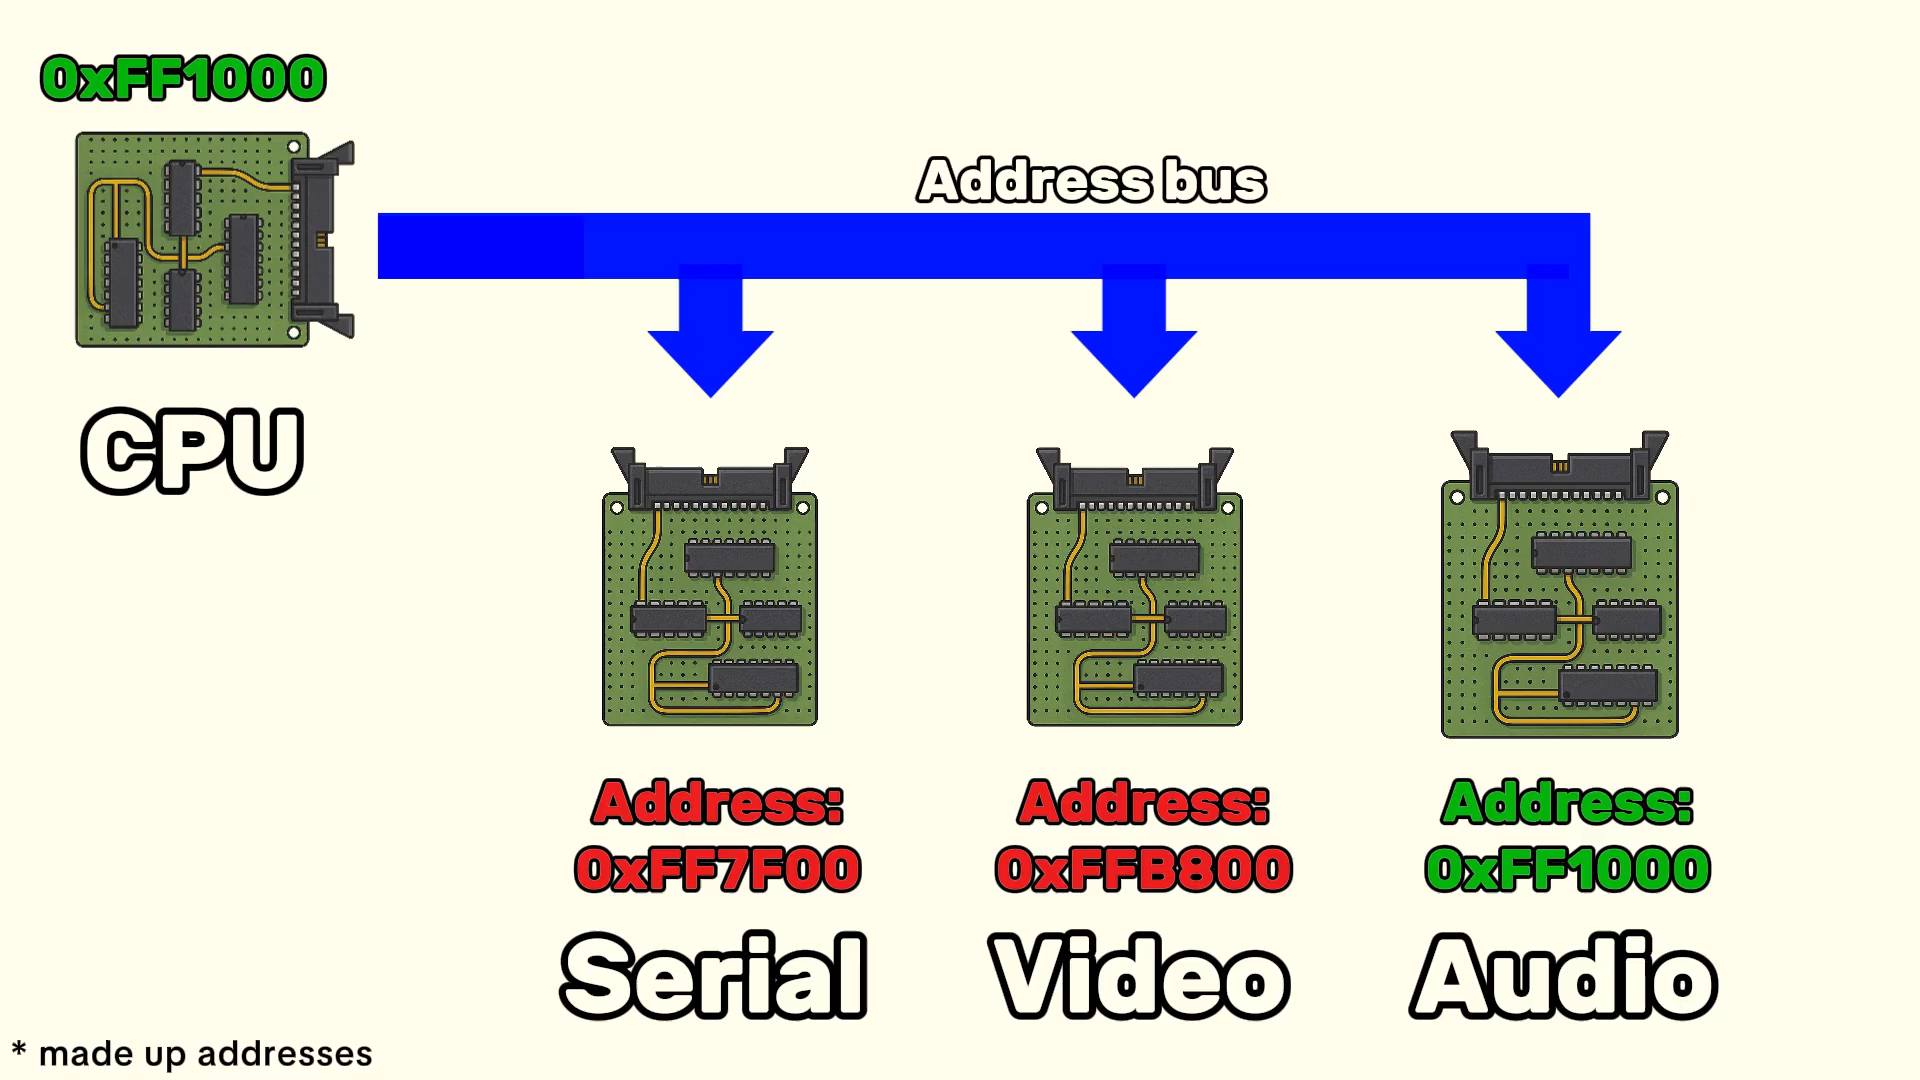 0xFF1000
Address bus
CPU
Address:
0xFF7F00
Serial
Address:
0xFFB800
Video
Address:
0xFF1000
Audio
* made up addresses